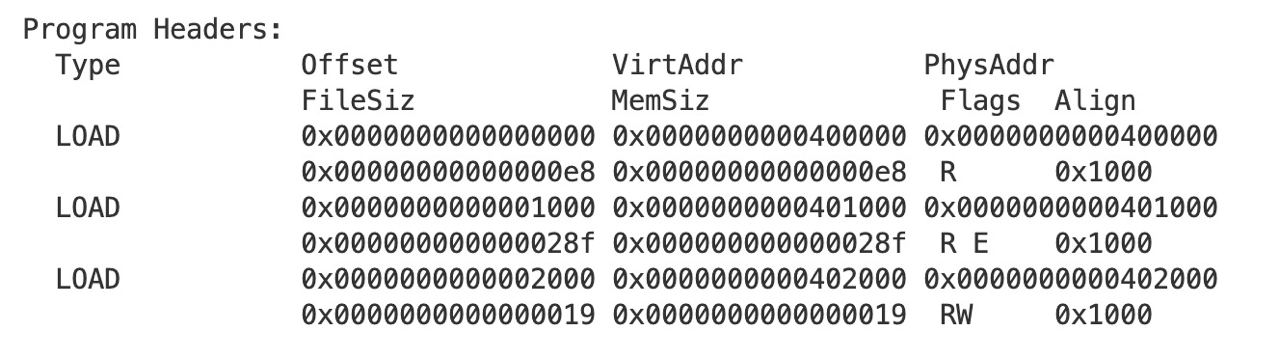 Program Headers:
Type Offset VirtAddr PhysAddr
FileSiz MemSiz Flags Align
LOAD 0x0000000000000000 0x0000000000400000 0x0000000000400000
0x00000000000000e8 0x00000000000000e8 R 0x1000
LOAD 0x0000000000001000 0x0000000000401000 0x0000000000401000
0x000000000000028f 0x000000000000028f R E 0x1000
LOAD 0x0000000000002000 0x0000000000402000 0x0000000000402000
0x0000000000000019 0x0000000000000019 RW 0x1000